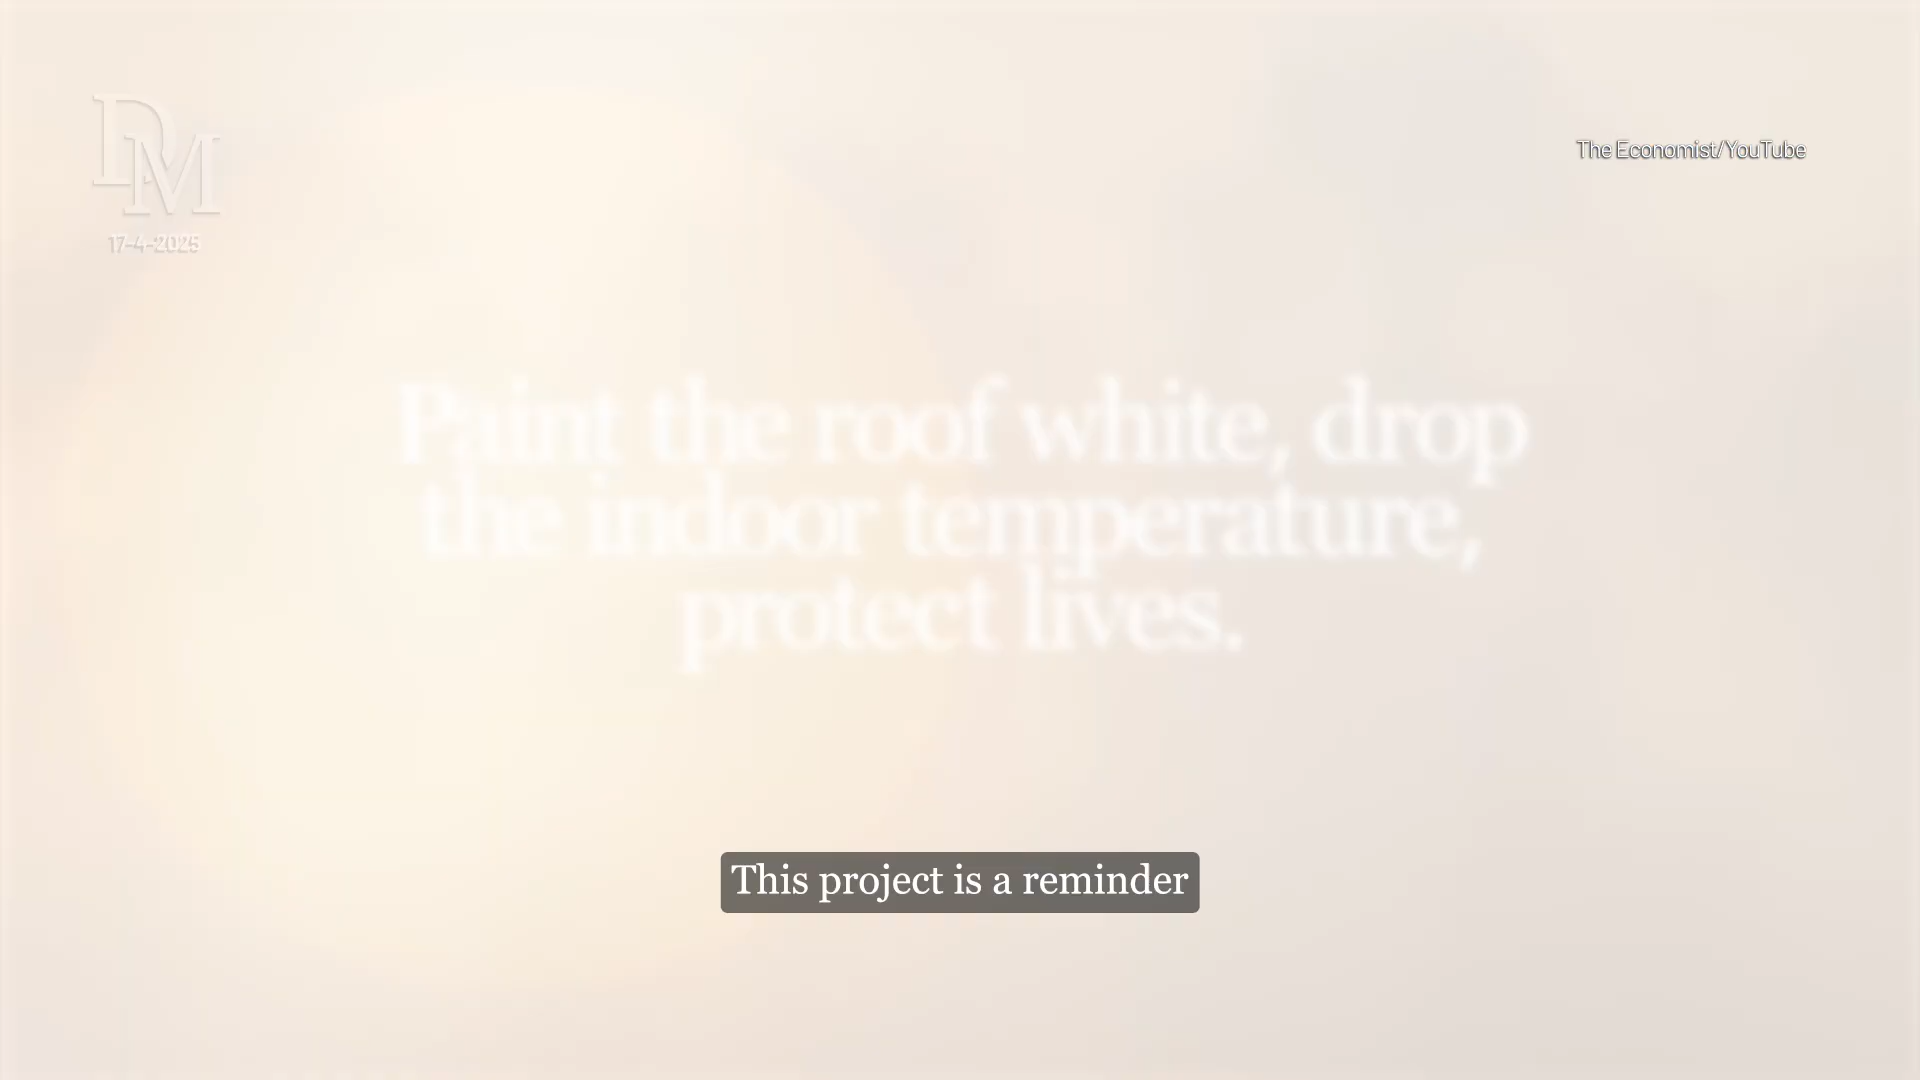 DM
17-4-2025
The Economist/YouTube
Paint the roof white, drop
the indoor temperature,
protect lives.
This project is a reminder